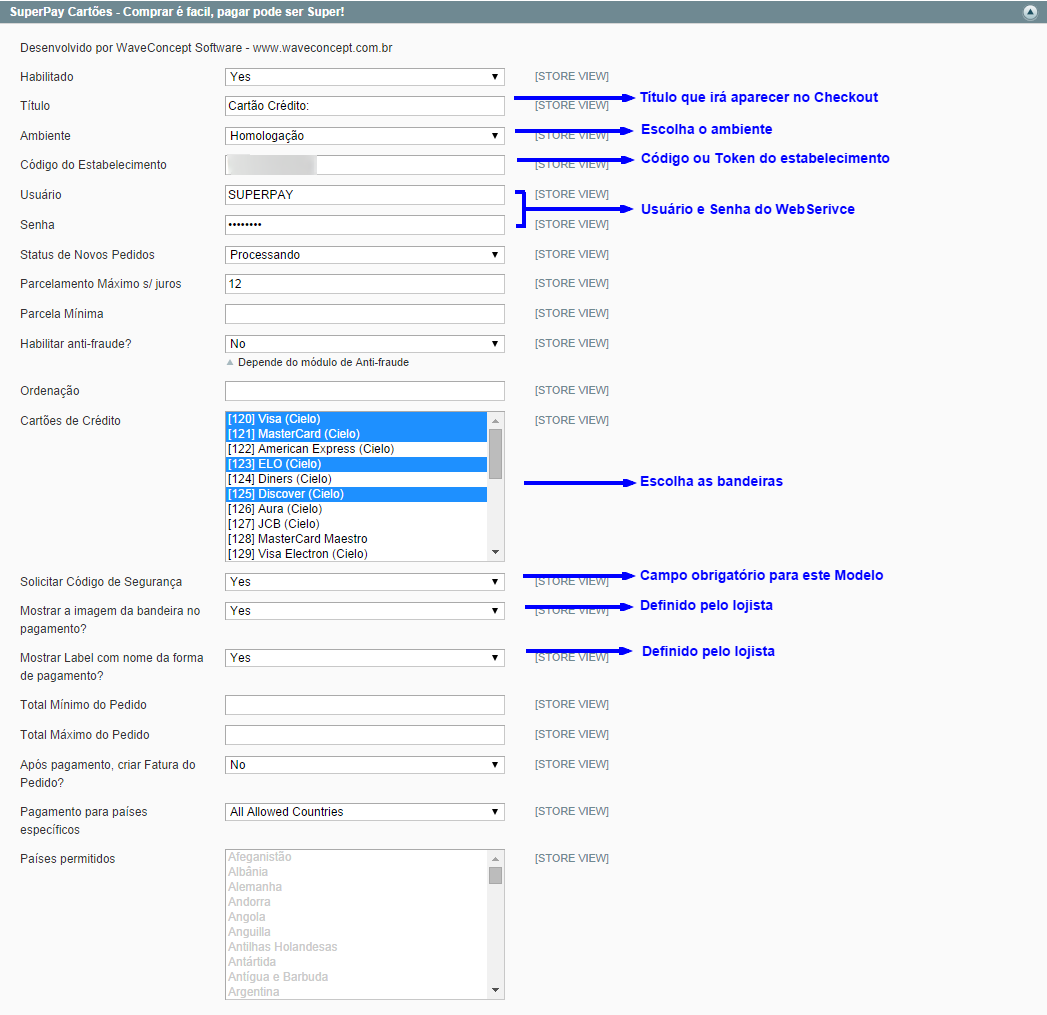 SuperPay Cartões - Comprar é facil, pagar pode ser Super!
Desenvolvido por WaveConcept Software - www.waveconcept.com.br
Habilitado Yes [STORE VIEW]
Título Cartão Crédito: [STORE VIEW] Título que irá aparecer no Checkout
Ambiente Homologação [STORE VIEW] Escolha o ambiente
Código do Estabelecimento [STORE VIEW] Código ou Token do estabelecimento
Usuário SUPERPAY [STORE VIEW]
Usuário e Senha do WebSerivce
Senha •••••••• [STORE VIEW]
Status de Novos Pedidos Processando [STORE VIEW]
Parcelamento Máximo s/ juros 12 [STORE VIEW]
Parcela Mínima [STORE VIEW]
Habilitar anti-fraude? No [STORE VIEW]
Depende do módulo de Anti-fraude
Ordenação [STORE VIEW]
Cartões de Crédito [120] Visa (Cielo) [STORE VIEW]
[121] MasterCard (Cielo)
[122] American Express (Cielo)
[123] ELO (Cielo)
[124] Diners (Cielo) Escolha as bandeiras
[125] Discover (Cielo)
[126] Aura (Cielo)
[127] JCB (Cielo)
[128] MasterCard Maestro
[129] Visa Electron (Cielo)
Solicitar Código de Segurança Yes [STORE VIEW] Campo obrigatório para este Modelo
Mostrar a imagem da bandeira no Yes [STORE VIEW] Definido pelo lojista
pagamento?
Mostrar Label com nome da forma Yes [STORE VIEW] Definido pelo lojista
de pagamento?
Total Mínimo do Pedido [STORE VIEW]
Total Máximo do Pedido [STORE VIEW]
Após pagamento, criar Fatura do No [STORE VIEW]
Pedido?
Pagamento para países All Allowed Countries [STORE VIEW]
específicos
Países permitidos Afeganistão [STORE VIEW]
Albânia
Alemanha
Andorra
Angola
Anguilla
Antilhas Holandesas
Antártida
Antígua e Barbuda
Argentina